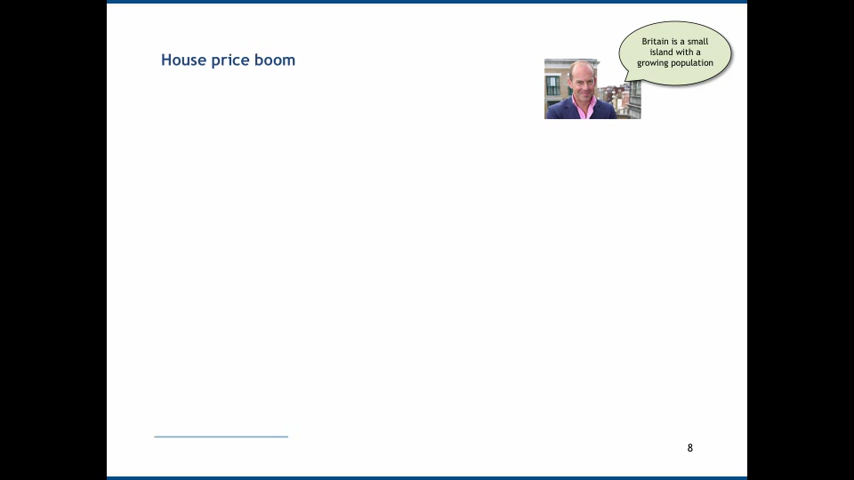 House price boom
Britain is a small
island with a
growing population
8